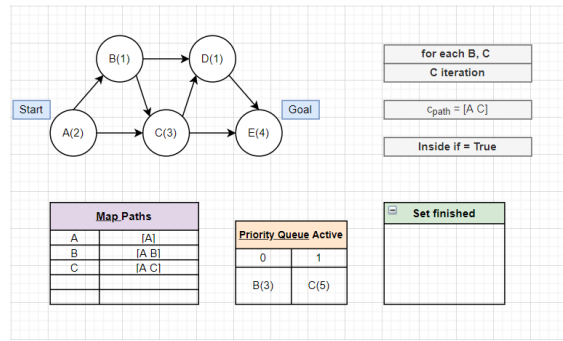 B(1)
D(1)
for each B, C
C iteration
Start
Goal
cpath = [A C]
A(2)
C(3)
E(4)
Inside if = True
Map Paths
A [A]
B [A B]
C [A C]
Priority Queue Active
0 1
B(3) C(5)
Set finished